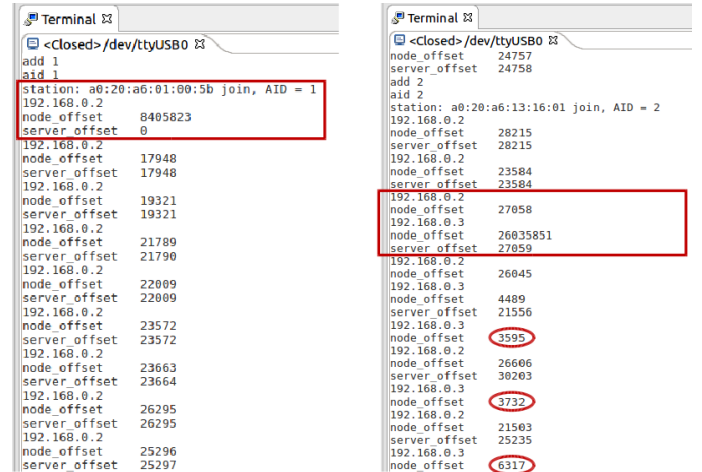 Terminal
<Closed> /dev/ttyUSB0
add 1
aid 1
station: a0:20:a6:01:00:5b join, AID = 1
192.168.0.2
node_offset 8405823
server_offset 0
192.168.0.2
node_offset 17948
server_offset 17948
192.168.0.2
node_offset 19321
server_offset 19321
192.168.0.2
node_offset 21789
server_offset 21790
192.168.0.2
node_offset 22009
server_offset 22009
192.168.0.2
node_offset 23572
server_offset 23572
192.168.0.2
node_offset 23663
server_offset 23664
192.168.0.2
node_offset 26295
server_offset 26295
192.168.0.2
node_offset 25296
server_offset 25297
Terminal
<Closed> /dev/ttyUSB0
node_offset 24757
server_offset 24758
add 2
aid 2
station: a0:20:a6:13:16:01 join, AID = 2
192.168.0.2
node_offset 28215
server_offset 28215
192.168.0.2
node_offset 23584
server_offset 23584
192.168.0.2
node_offset 27058
192.168.0.3
node_offset 26035851
server_offset 27059
192.168.0.2
node_offset 26045
192.168.0.3
node_offset 4489
server_offset 21556
192.168.0.3
node_offset 3595
192.168.0.2
node_offset 26606
server_offset 30203
192.168.0.3
node_offset 3732
192.168.0.2
node_offset 21503
server_offset 25235
192.168.0.3
node_offset 6317